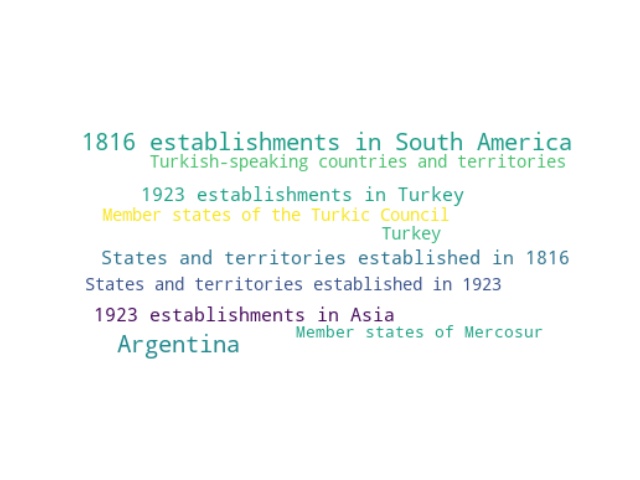 1816 establishments in South America
Turkish-speaking countries and territories
1923 establishments in Turkey
Member states of the Turkic Council
Turkey
States and territories established in 1816
States and territories established in 1923
1923 establishments in Asia
Member states of Mercosur
Argentina